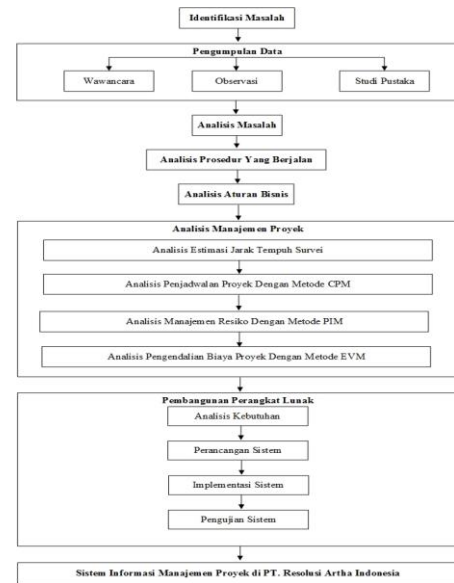 Identifikasi Masalah
Pengumpulan Data
Wawancara
Observasi
Studi Pustaka
Analisis Masalah
Analisis Prosedur Yang Berjalan
Analisis Aturan Bisnis
Analisis Manajemen Proyek
Analisis Estimasi Jarak Tempuh Survei
Analisis Penjadwalan Proyek Dengan Metode CPM
Analisis Manajemen Resiko Dengan Metode PIM
Analisis Pengendalian Biaya Proyek Dengan Metode EVM
Pembangunan Perangkat Lunak
Analisis Kebutuhan
Perancangan Sistem
Implementasi Sistem
Pengujian Sistem
Sistem Informasi Manajemen Proyek di PT. Resolusi Artha Indonesia